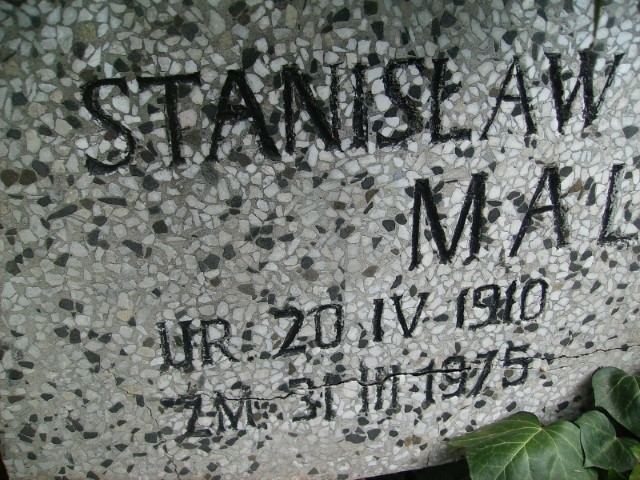 STANISŁAW
MAL
UR. 20 IV 1910
ZM. 31 III 1975